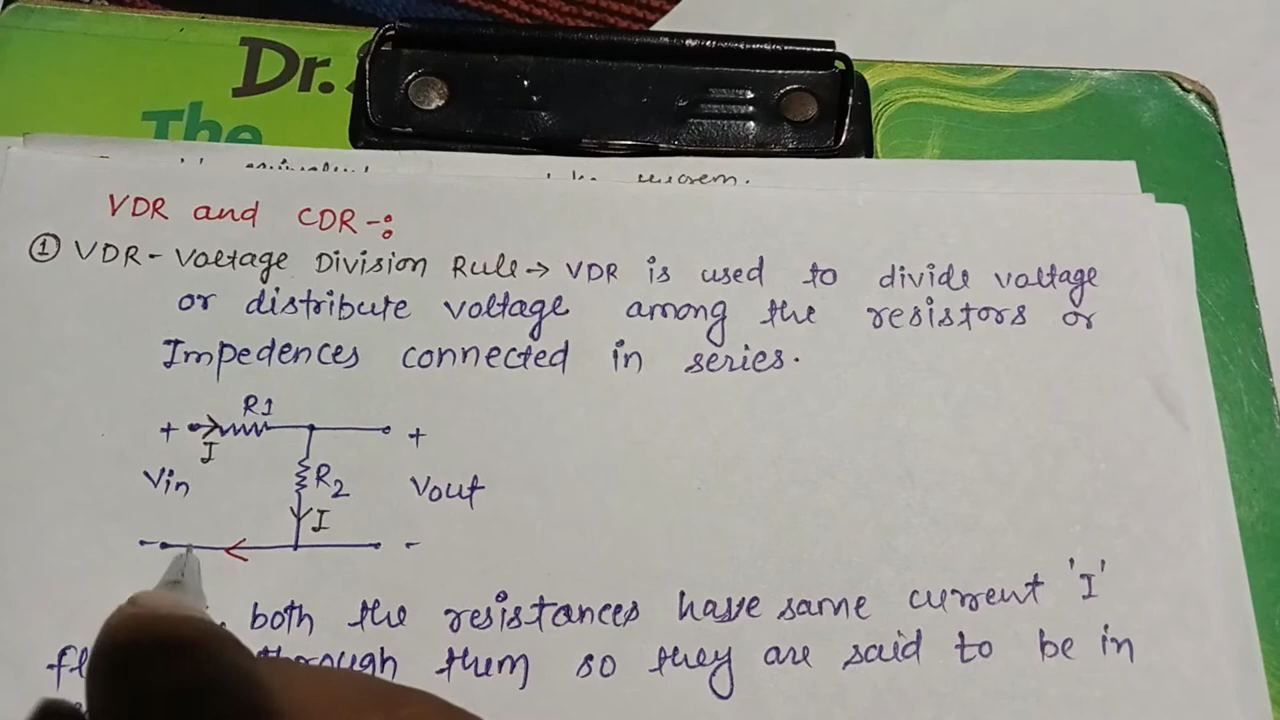 Dr.
The
VDR and CDR-:
① VDR - Voltage Division Rule → VDR is used to divide voltage
or distribute voltage among the resistors or
Impedences connected in series.
R1
+ I +
Vin R2 Vout
I
- -
both the resistances have same current 'I'
through them so they are said to be in